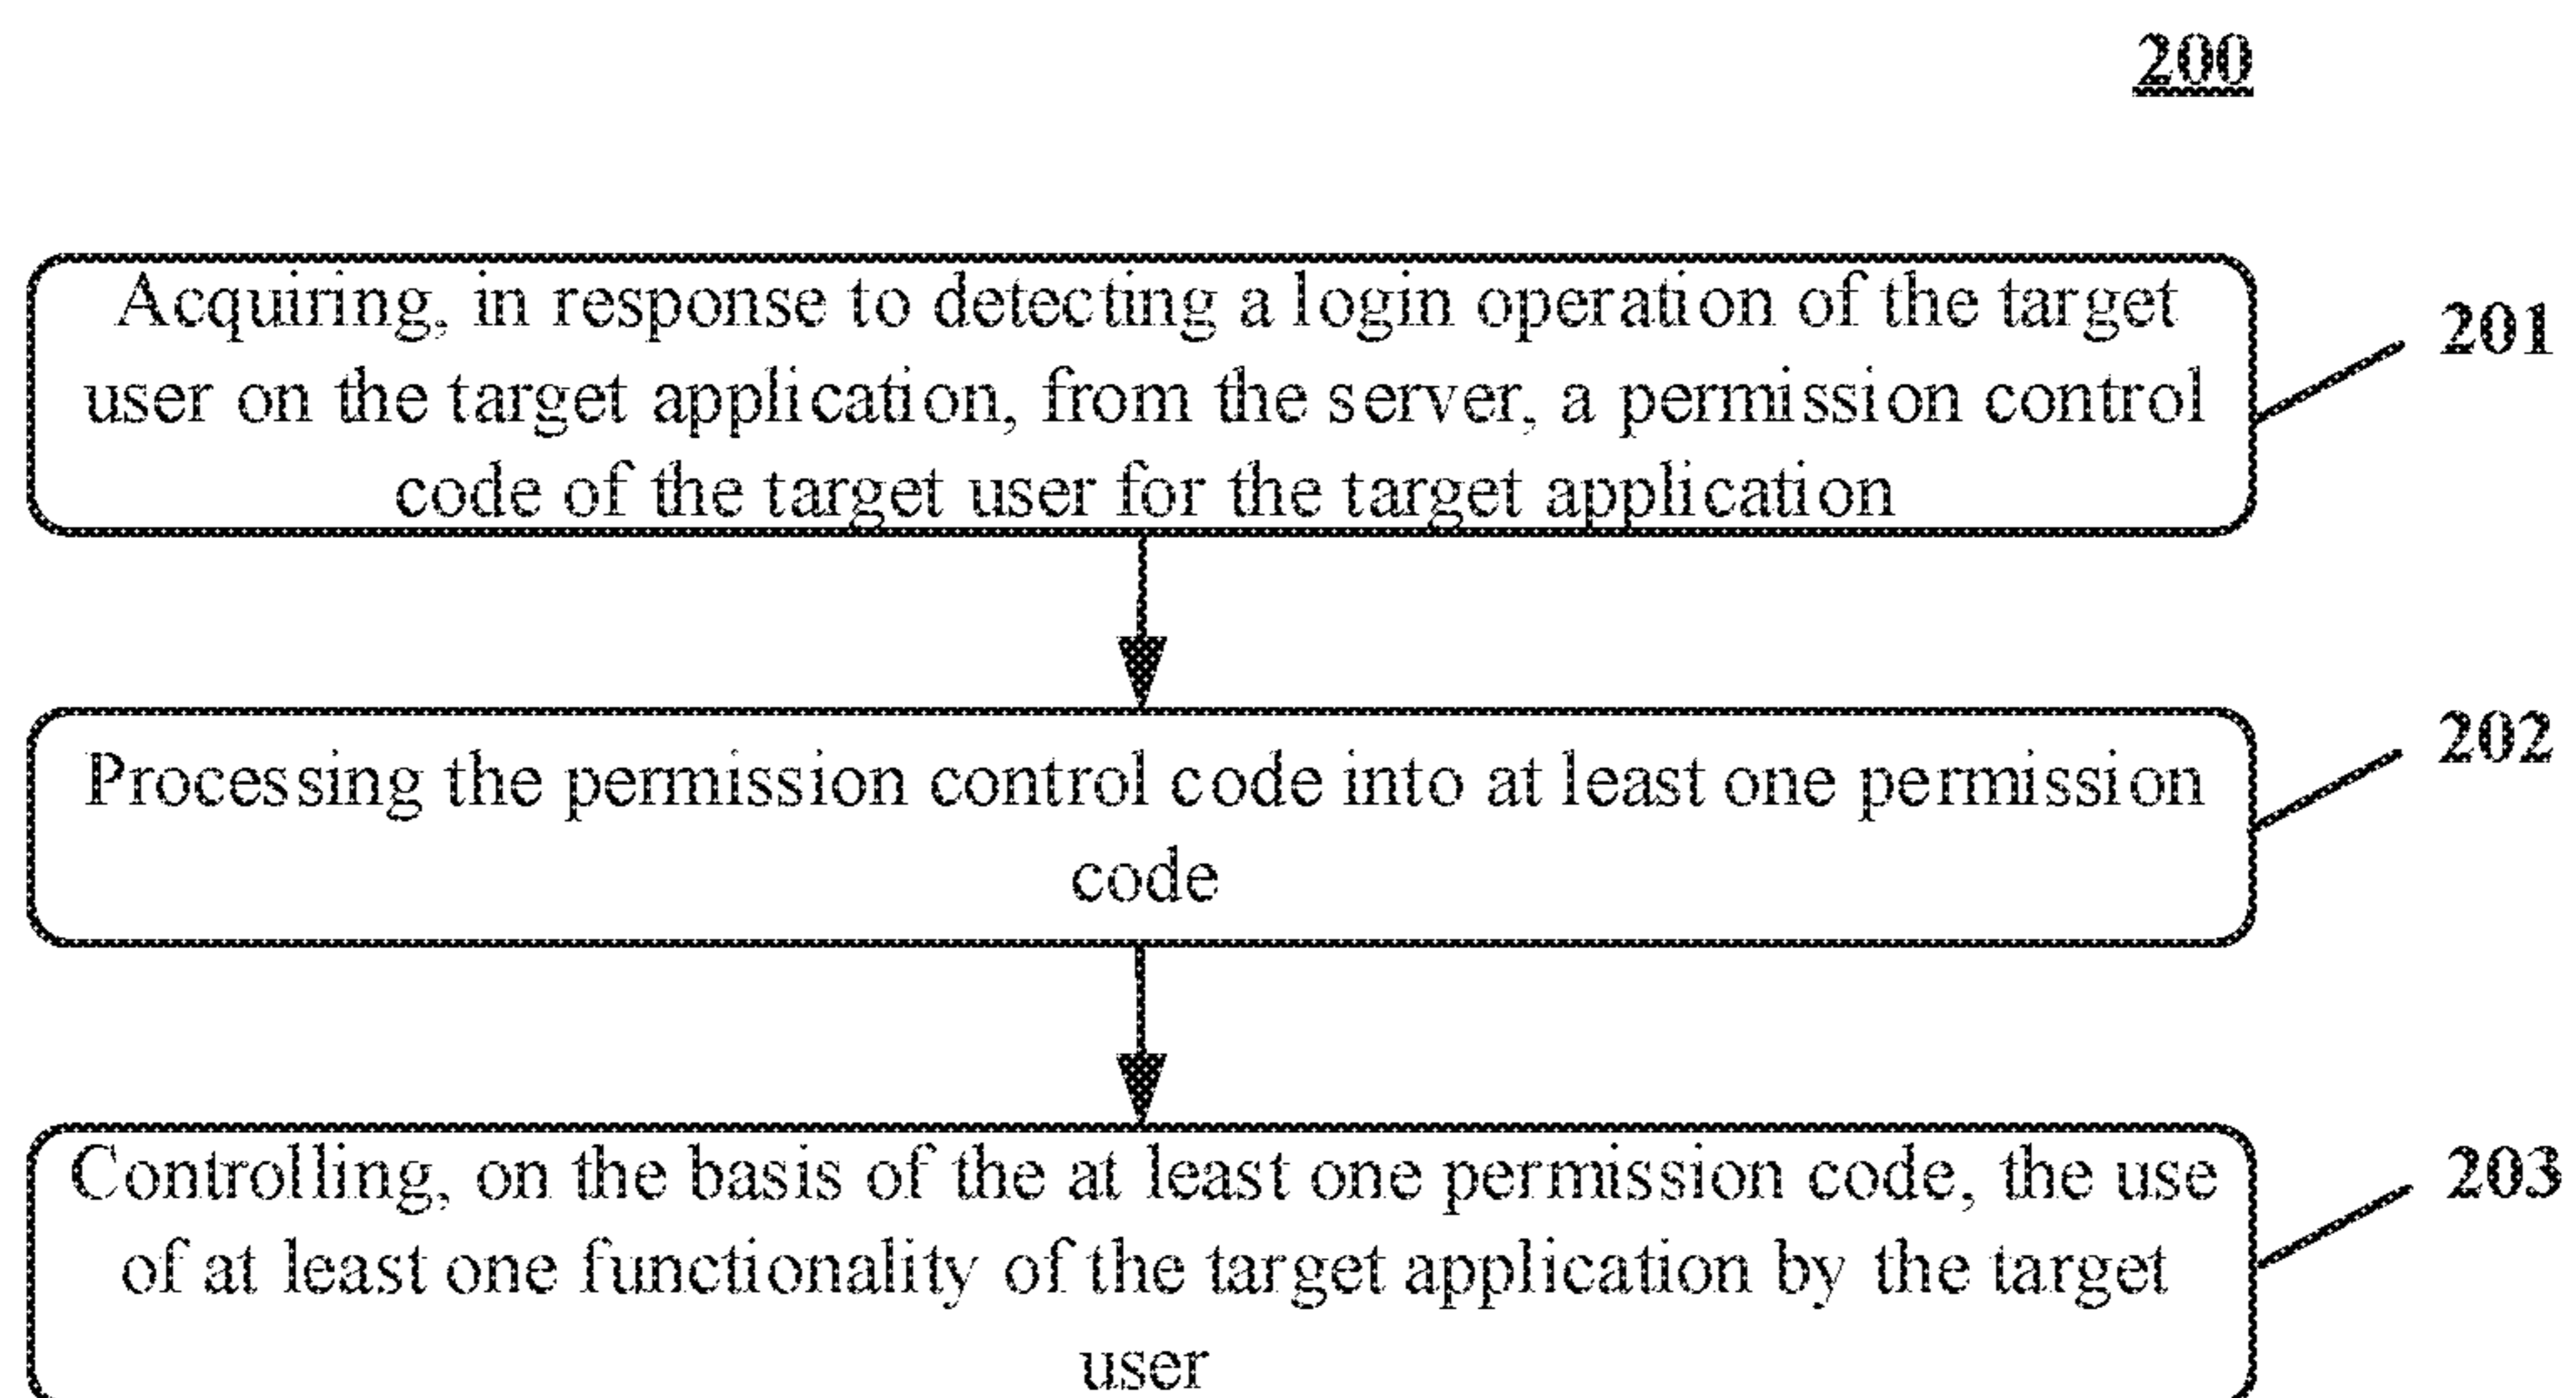 200
Acquiring, in response to detecting a login operation of the target
user on the target application, from the server, a permission control
code of the target user for the target application
201
Processing the permission control code into at least one permission
code
202
Controlling, on the basis of the at least one permission code, the use
of at least one functionality of the target application by the target
user
203